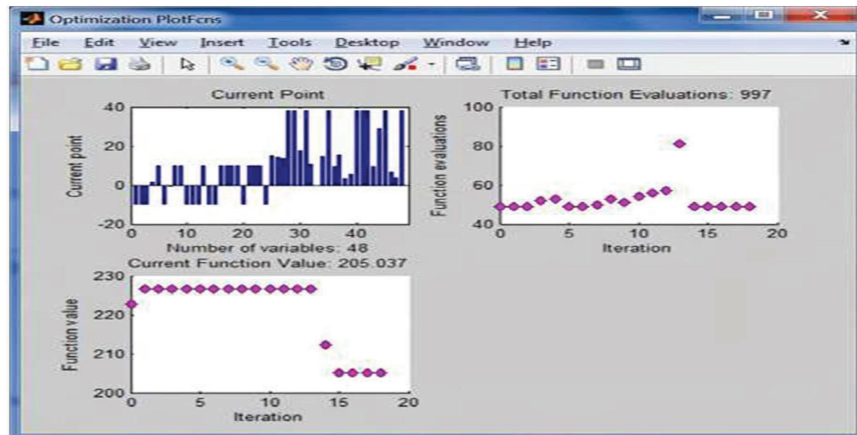 Optimization PlotFcns
File Edit View Insert Tools Desktop Window Help
Current Point
Current point
40
20
0
-20
0 10 20 30 40
Number of variables: 48
Total Function Evaluations: 997
Function evaluations
100
80
60
40
0 5 10 15 20
Iteration
Current Function Value: 205.037
Function value
230
220
210
200
0 5 10 15 20
Iteration